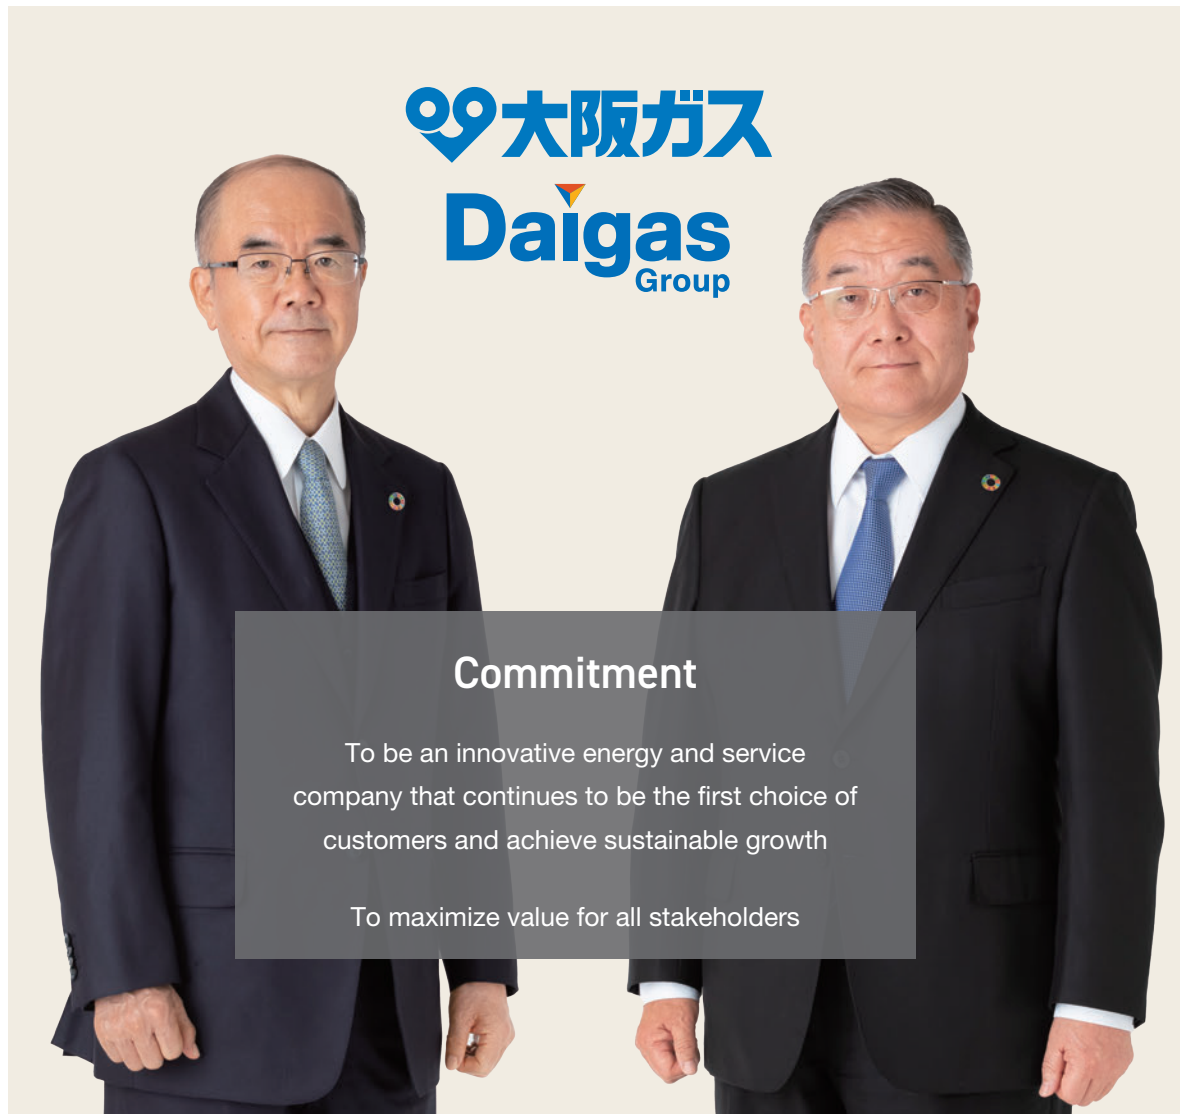 大阪ガス
Daigas
Group
Commitment
To be an innovative energy and service
company that continues to be the first choice of
customers and achieve sustainable growth
To maximize value for all stakeholders